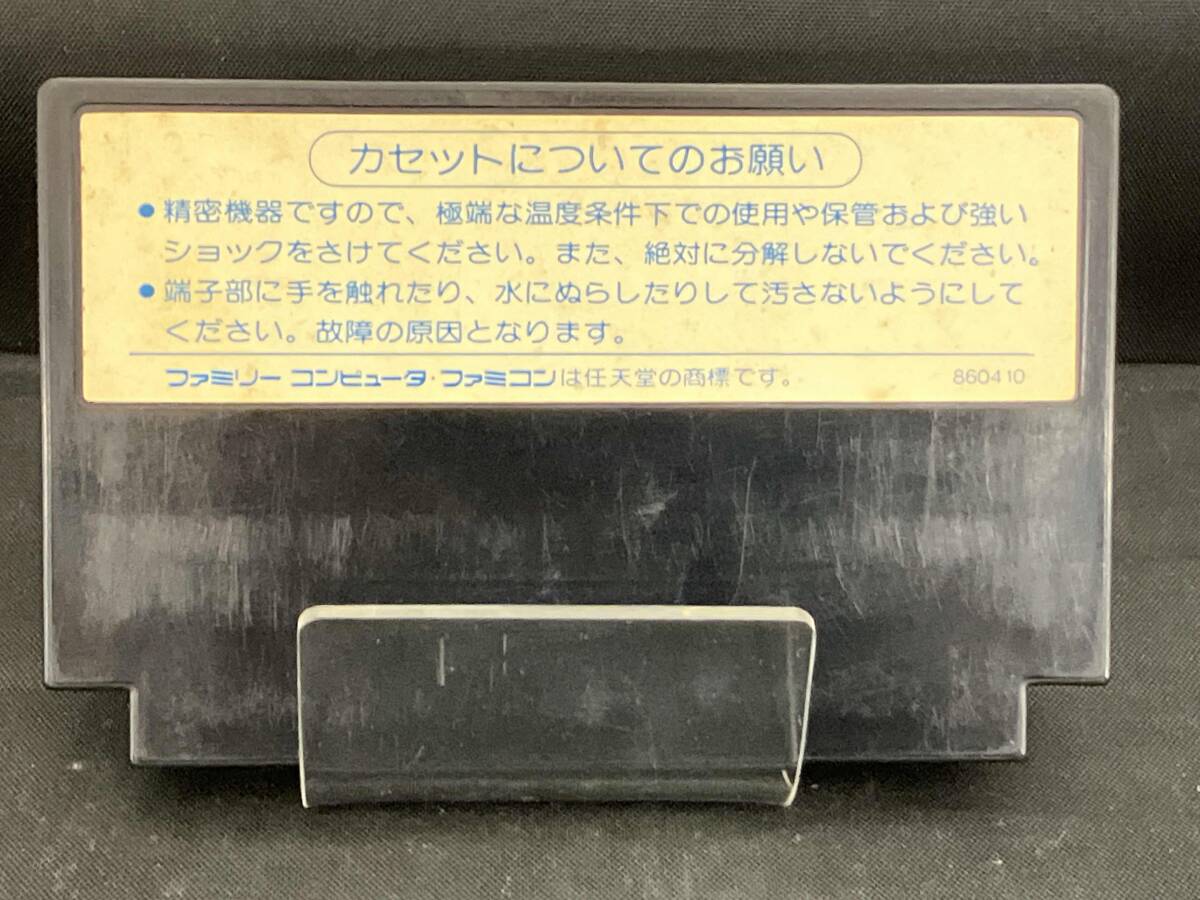 カセットについてのお願い
●精密機器ですので、極端な温度条件下での使用や保管および強い
ショックをさけてください。また、絶対に分解しないでください。
●端子部に手を触れたり、水にぬらしたりして汚さないようにして
ください。故障の原因となります。
ファミリーコンピュータ・ファミコンは任天堂の商標です。 860410